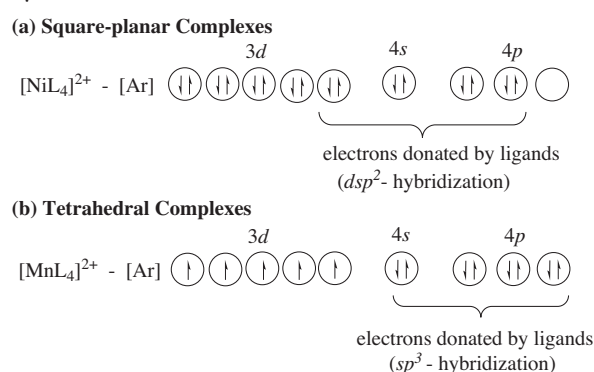 (a) Square-planar Complexes
3d 4s 4p
[NiL₄]²⁺ - [Ar]
electrons donated by ligands
(dsp²- hybridization)
(b) Tetrahedral Complexes
3d 4s 4p
[MnL₄]²⁺ - [Ar]
electrons donated by ligands
(sp³ - hybridization)